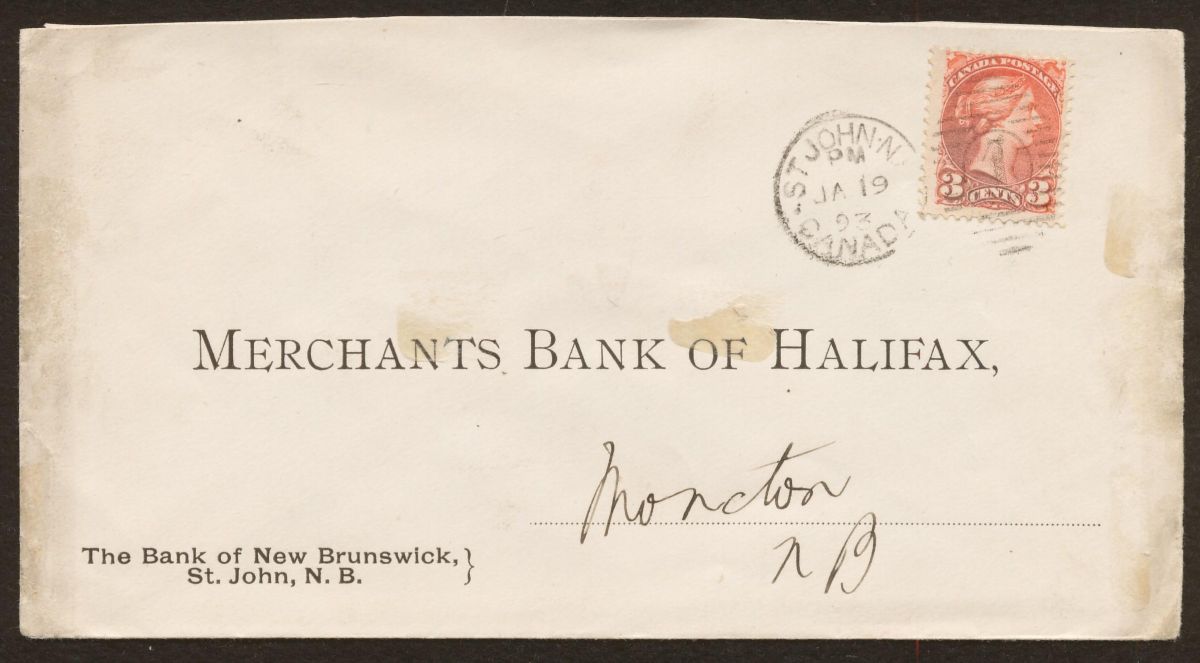 CANADA POSTAGE
3 CENTS 3
ST JOHN·N
PM
JA 19
93
CANADA
1
MERCHANTS BANK OF HALIFAX,
Moncton
N B
The Bank of New Brunswick, }
St. John, N. B.